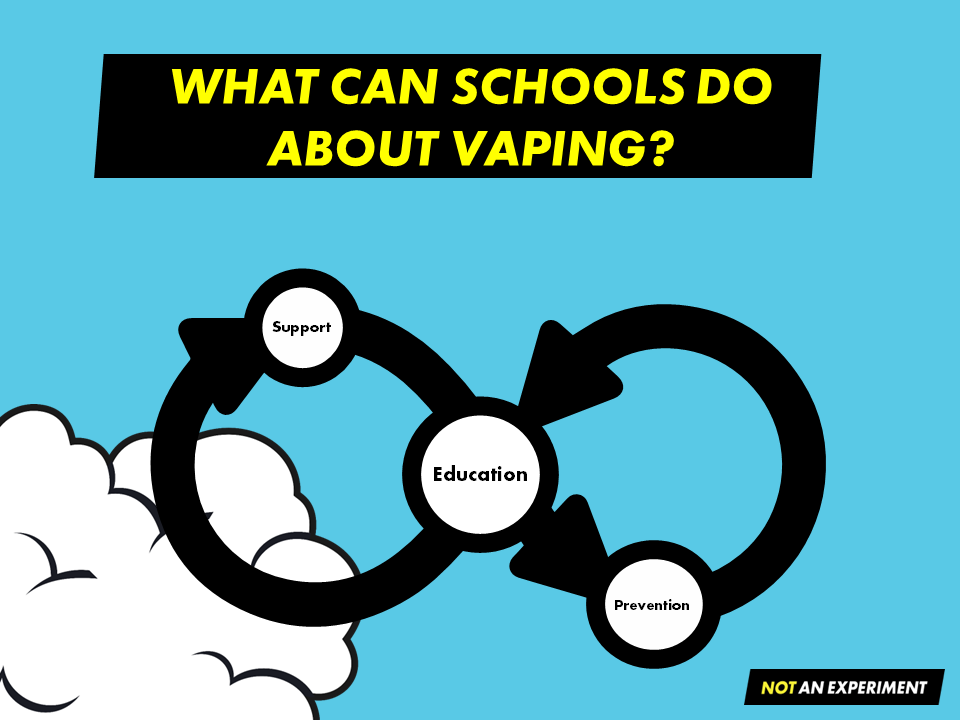 WHAT CAN SCHOOLS DO
ABOUT VAPING?
Support
Education
Prevention
NOT AN EXPERIMENT